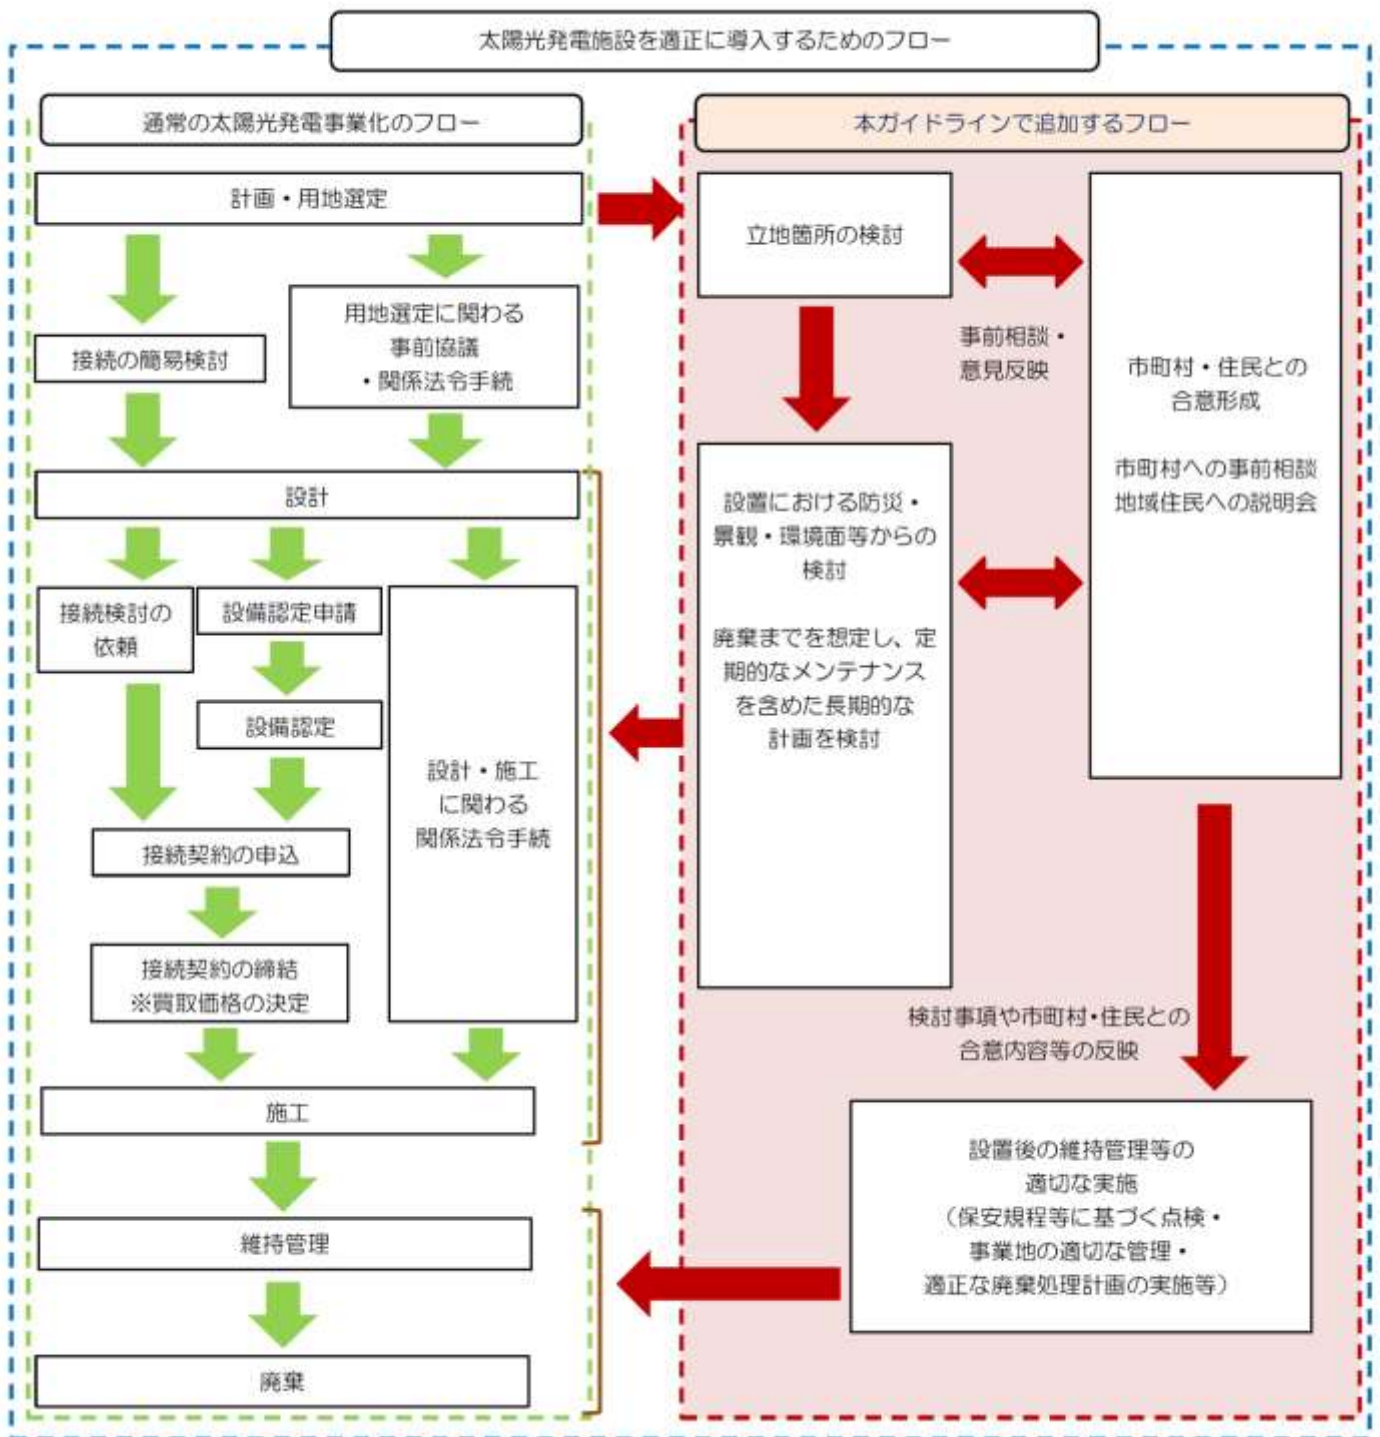 太陽光発電施設を適正に導入するためのフロー
通常の太陽光発電事業化のフロー
計画・用地選定
接続の簡易検討
用地選定に関わる
事前協議
・関係法令手続
設計
接続検討の
依頼
設備認定申請
設備認定
設計・施工
に関わる
関係法令手続
接続契約の申込
接続契約の締結
※買取価格の決定
施工
維持管理
廃棄
本ガイドラインで追加するフロー
立地箇所の検討
事前相談・
意見反映
市町村・住民との
合意形成
市町村への事前相談
地域住民への説明会
設置における防災・
景観・環境面等からの
検討
廃棄までを想定し、定
期的なメンテナンス
を含めた長期的な
計画を検討
検討事項や市町村・住民との
合意内容等の反映
設置後の維持管理等の
適切な実施
（保安規程等に基づく点検・
事業地の適切な管理・
適正な廃棄処理計画の実施等）